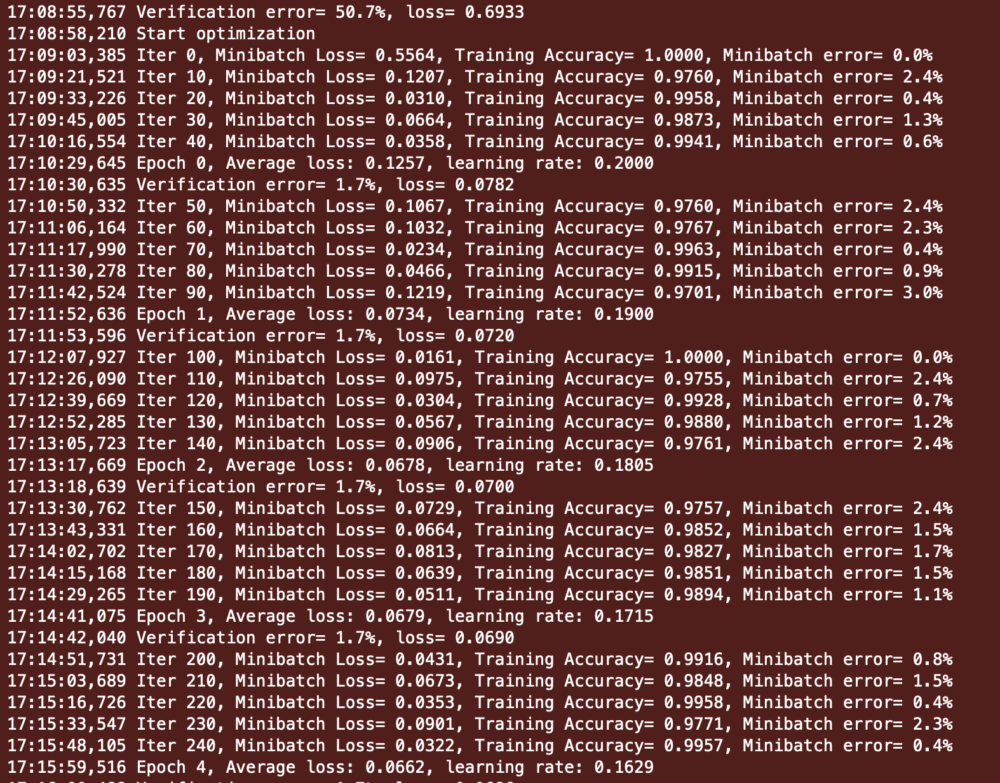 17:08:55,767 Verification error= 50.7%, loss= 0.6933
17:08:58,210 Start optimization
17:09:03,385 Iter 0, Minibatch Loss= 0.5564, Training Accuracy= 1.0000, Minibatch error= 0.0%
17:09:21,521 Iter 10, Minibatch Loss= 0.1207, Training Accuracy= 0.9760, Minibatch error= 2.4%
17:09:33,226 Iter 20, Minibatch Loss= 0.0310, Training Accuracy= 0.9958, Minibatch error= 0.4%
17:09:45,005 Iter 30, Minibatch Loss= 0.0664, Training Accuracy= 0.9873, Minibatch error= 1.3%
17:10:16,554 Iter 40, Minibatch Loss= 0.0358, Training Accuracy= 0.9941, Minibatch error= 0.6%
17:10:29,645 Epoch 0, Average loss: 0.1257, learning rate: 0.2000
17:10:30,635 Verification error= 1.7%, loss= 0.0782
17:10:50,332 Iter 50, Minibatch Loss= 0.1067, Training Accuracy= 0.9760, Minibatch error= 2.4%
17:11:06,164 Iter 60, Minibatch Loss= 0.1032, Training Accuracy= 0.9767, Minibatch error= 2.3%
17:11:17,990 Iter 70, Minibatch Loss= 0.0234, Training Accuracy= 0.9963, Minibatch error= 0.4%
17:11:30,278 Iter 80, Minibatch Loss= 0.0466, Training Accuracy= 0.9915, Minibatch error= 0.9%
17:11:42,524 Iter 90, Minibatch Loss= 0.1219, Training Accuracy= 0.9701, Minibatch error= 3.0%
17:11:52,636 Epoch 1, Average loss: 0.0734, learning rate: 0.1900
17:11:53,596 Verification error= 1.7%, loss= 0.0720
17:12:07,927 Iter 100, Minibatch Loss= 0.0161, Training Accuracy= 1.0000, Minibatch error= 0.0%
17:12:26,090 Iter 110, Minibatch Loss= 0.0975, Training Accuracy= 0.9755, Minibatch error= 2.4%
17:12:39,669 Iter 120, Minibatch Loss= 0.0304, Training Accuracy= 0.9928, Minibatch error= 0.7%
17:12:52,285 Iter 130, Minibatch Loss= 0.0567, Training Accuracy= 0.9880, Minibatch error= 1.2%
17:13:05,723 Iter 140, Minibatch Loss= 0.0906, Training Accuracy= 0.9761, Minibatch error= 2.4%
17:13:17,669 Epoch 2, Average loss: 0.0678, learning rate: 0.1805
17:13:18,639 Verification error= 1.7%, loss= 0.0700
17:13:30,762 Iter 150, Minibatch Loss= 0.0729, Training Accuracy= 0.9757, Minibatch error= 2.4%
17:13:43,331 Iter 160, Minibatch Loss= 0.0664, Training Accuracy= 0.9852, Minibatch error= 1.5%
17:14:02,702 Iter 170, Minibatch Loss= 0.0813, Training Accuracy= 0.9827, Minibatch error= 1.7%
17:14:15,168 Iter 180, Minibatch Loss= 0.0639, Training Accuracy= 0.9851, Minibatch error= 1.5%
17:14:29,265 Iter 190, Minibatch Loss= 0.0511, Training Accuracy= 0.9894, Minibatch error= 1.1%
17:14:41,075 Epoch 3, Average loss: 0.0679, learning rate: 0.1715
17:14:42,040 Verification error= 1.7%, loss= 0.0690
17:14:51,731 Iter 200, Minibatch Loss= 0.0431, Training Accuracy= 0.9916, Minibatch error= 0.8%
17:15:03,689 Iter 210, Minibatch Loss= 0.0673, Training Accuracy= 0.9848, Minibatch error= 1.5%
17:15:16,726 Iter 220, Minibatch Loss= 0.0353, Training Accuracy= 0.9958, Minibatch error= 0.4%
17:15:33,547 Iter 230, Minibatch Loss= 0.0901, Training Accuracy= 0.9771, Minibatch error= 2.3%
17:15:48,105 Iter 240, Minibatch Loss= 0.0322, Training Accuracy= 0.9957, Minibatch error= 0.4%
17:15:59,516 Epoch 4, Average loss: 0.0662, learning rate: 0.1629